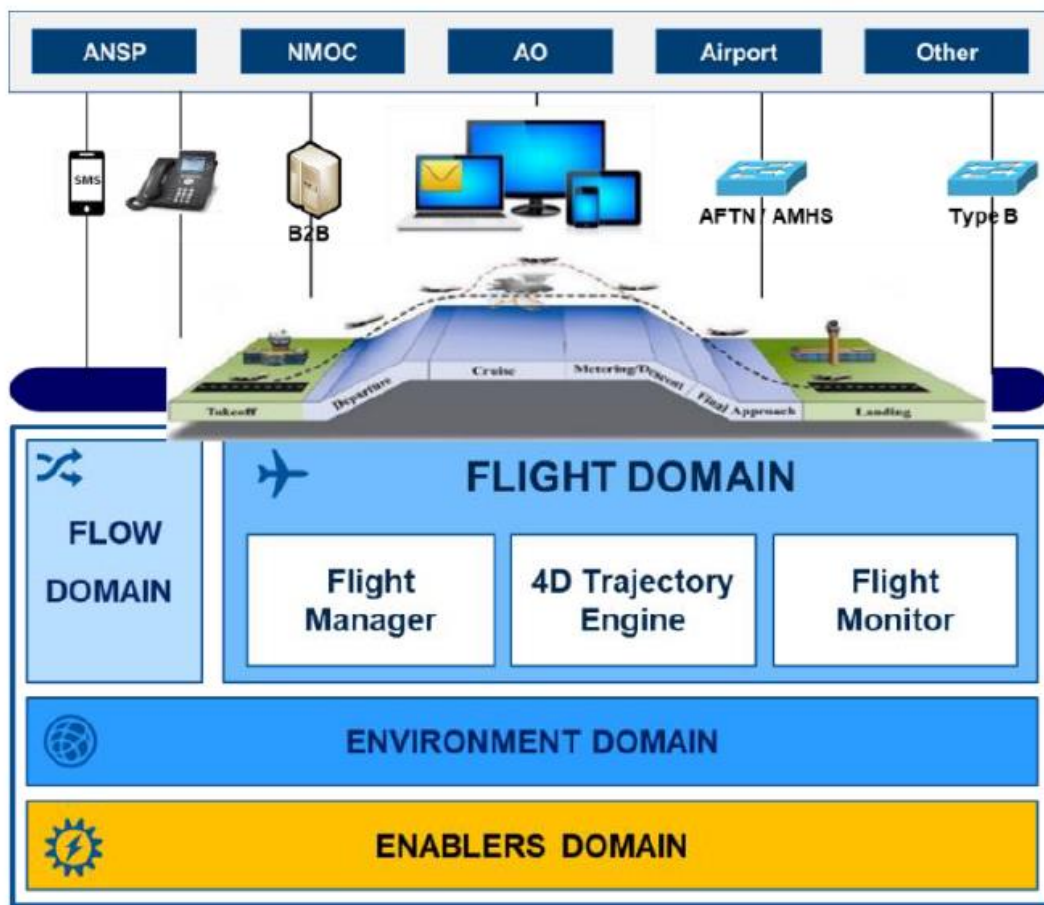 ANSP
NMOC
AO
Airport
Other
SMS
B2B
AFTN / AMHS
Type B
Takeoff
Departure
Cruise
Metering/Descent
Final Approach
Landing
FLOW
DOMAIN
FLIGHT DOMAIN
Flight
Manager
4D Trajectory
Engine
Flight
Monitor
ENVIRONMENT DOMAIN
ENABLERS DOMAIN